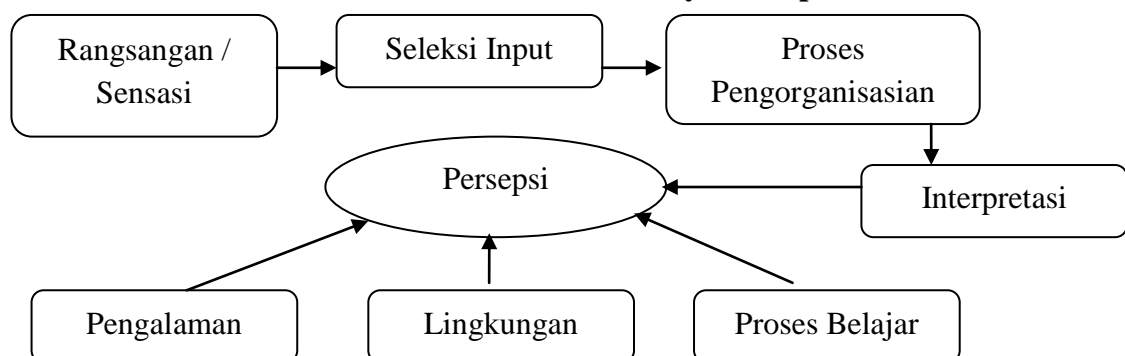 Rangsangan /
Sensasi
Seleksi Input
Proses
Pengorganisasian
Persepsi
Interpretasi
Pengalaman
Lingkungan
Proses Belajar